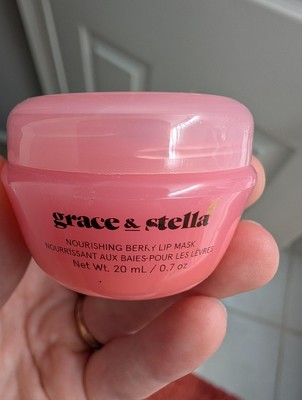 grace & stella
NOURISHING BERRY LIP MASK
NOURRISSANT AUX BAIES-POUR LES LÈVRES
Net Wt. 20 mL / 0.7 oz